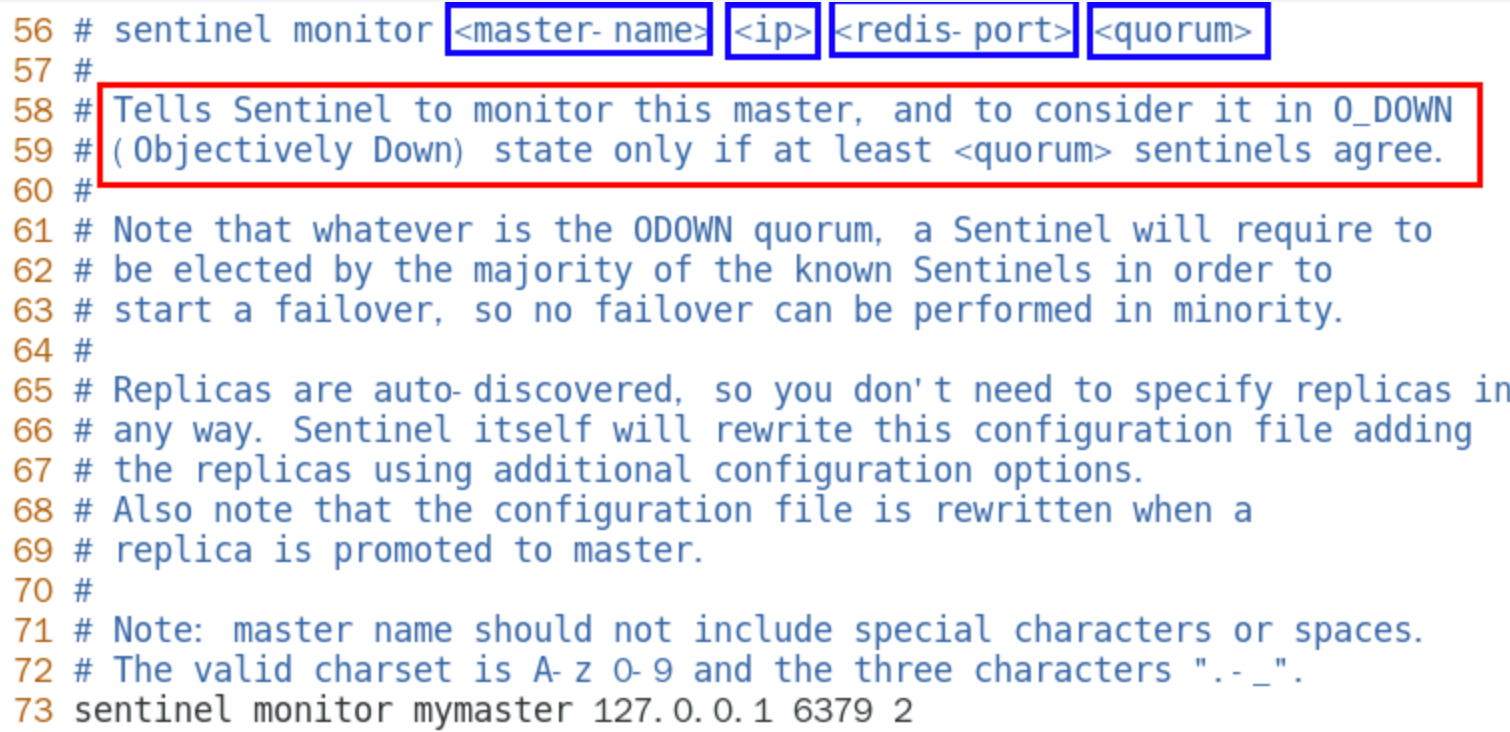 56 # sentinel monitor <master-name> <ip> <redis-port> <quorum>
57 #
58 # Tells Sentinel to monitor this master, and to consider it in O_DOWN
59 # (Objectively Down) state only if at least <quorum> sentinels agree.
60 #
61 # Note that whatever is the ODOWN quorum, a Sentinel will require to
62 # be elected by the majority of the known Sentinels in order to
63 # start a failover, so no failover can be performed in minority.
64 #
65 # Replicas are auto-discovered, so you don't need to specify replicas in
66 # any way. Sentinel itself will rewrite this configuration file adding
67 # the replicas using additional configuration options.
68 # Also note that the configuration file is rewritten when a
69 # replica is promoted to master.
70 #
71 # Note: master name should not include special characters or spaces.
72 # The valid charset is A-z 0-9 and the three characters ".-_".
73 sentinel monitor mymaster 127.0.0.1 6379 2